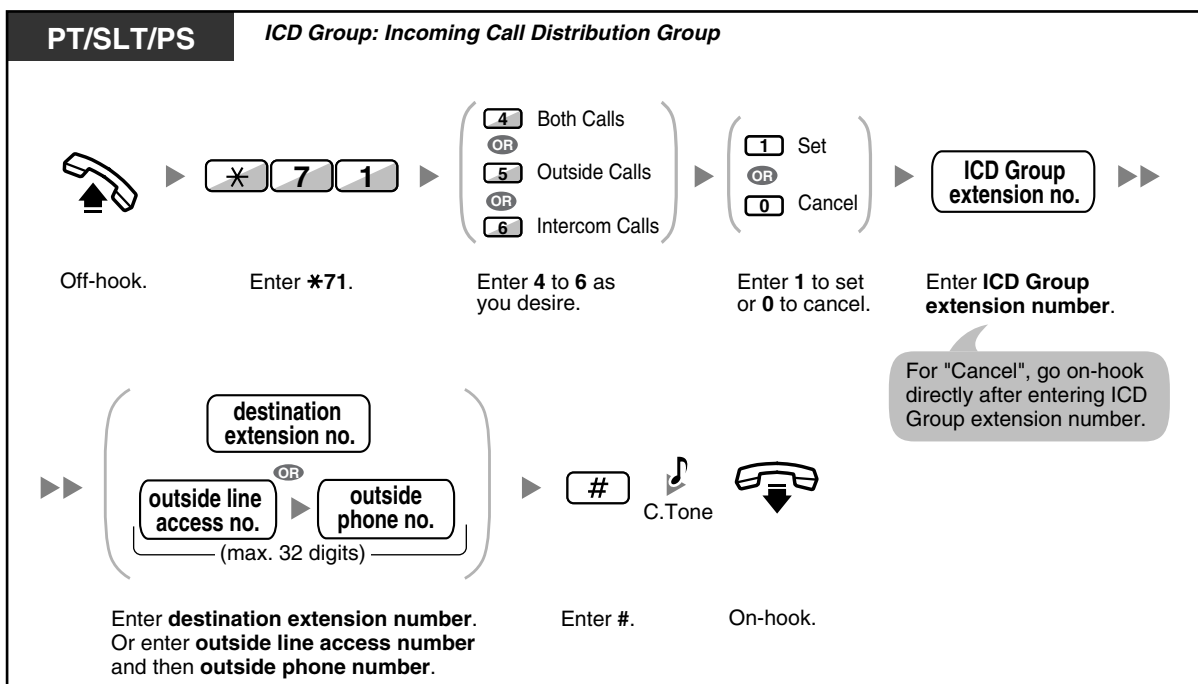 PT/SLT/PS
ICD Group: Incoming Call Distribution Group
4 Both Calls
OR
5 Outside Calls
OR
6 Intercom Calls
1 Set
OR
0 Cancel
ICD Group
extension no.
* 7 1
Off-hook.
Enter *71.
Enter 4 to 6 as
you desire.
Enter 1 to set
or 0 to cancel.
Enter ICD Group
extension number.
For "Cancel", go on-hook
directly after entering ICD
Group extension number.
destination
extension no.
OR
outside line
access no.
outside
phone no.
(max. 32 digits)
#
C.Tone
Enter destination extension number.
Or enter outside line access number
and then outside phone number.
Enter #.
On-hook.